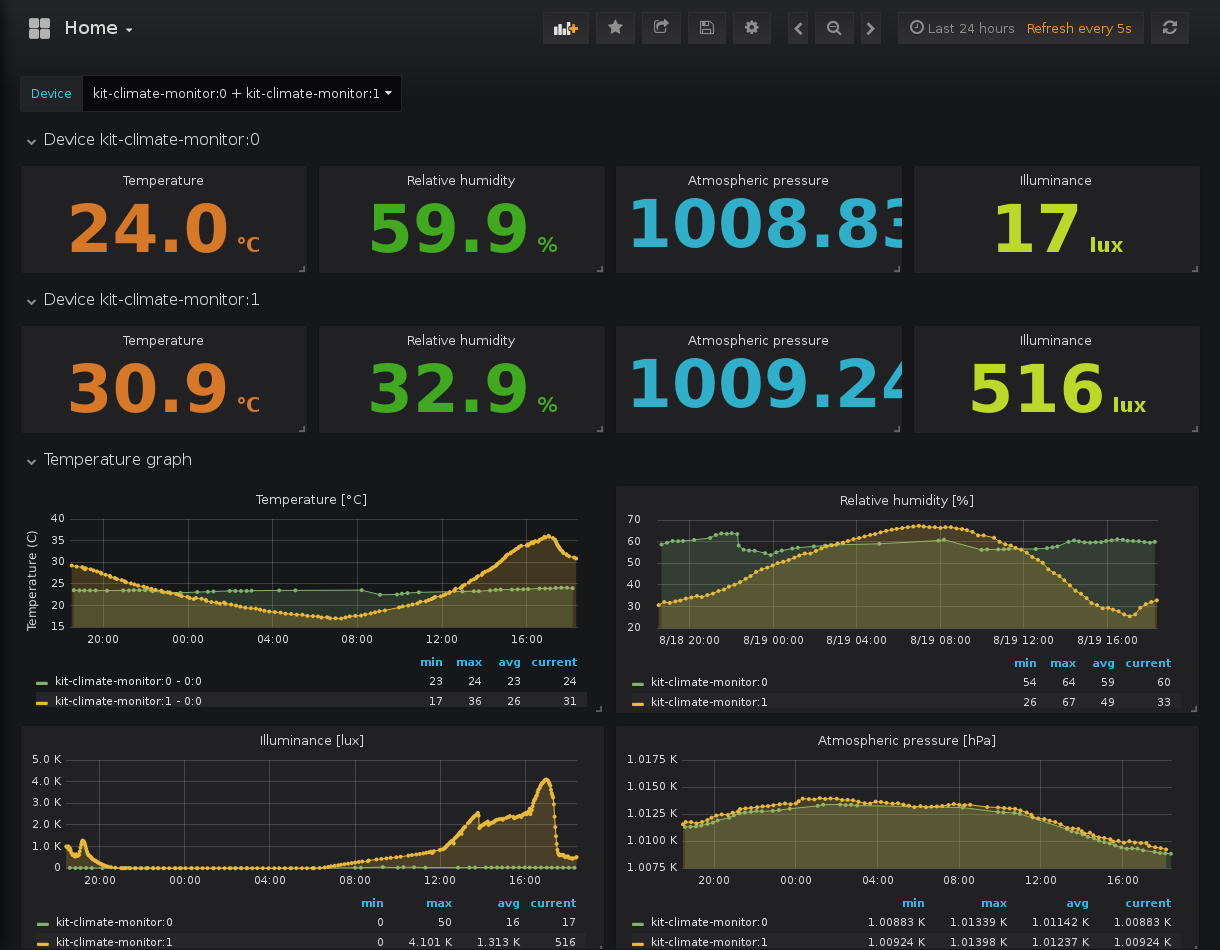 Home
Last 24 hours Refresh every 5s
Device kit-climate-monitor:0 + kit-climate-monitor:1
Device kit-climate-monitor:0
Temperature Relative humidity Atmospheric pressure Illuminance
24.0 °C 59.9 % 1008.83 17 lux
Device kit-climate-monitor:1
Temperature Relative humidity Atmospheric pressure Illuminance
30.9 °C 32.9 % 1009.24 516 lux
Temperature graph
Temperature [°C]
Temperature (C)
40
35
30
25
20
15
20:00 00:00 04:00 08:00 12:00 16:00
min max avg current
kit-climate-monitor:0 - 0:0 23 24 23 24
kit-climate-monitor:1 - 0:0 17 36 26 31
Relative humidity [%]
70
60
50
40
30
20
8/18 20:00 8/19 00:00 8/19 04:00 8/19 08:00 8/19 12:00 8/19 16:00
min max avg current
kit-climate-monitor:0 54 64 59 60
kit-climate-monitor:1 26 67 49 33
Illuminance [lux]
5.0 K
4.0 K
3.0 K
2.0 K
1.0 K
0
20:00 00:00 04:00 08:00 12:00 16:00
min max avg current
kit-climate-monitor:0 0 50 16 17
kit-climate-monitor:1 0 4.101 K 1.313 K 516
Atmospheric pressure [hPa]
1.0175 K
1.0150 K
1.0125 K
1.0100 K
1.0075 K
20:00 00:00 04:00 08:00 12:00 16:00
min max avg current
kit-climate-monitor:0 1.00883 K 1.01339 K 1.01142 K 1.00883 K
kit-climate-monitor:1 1.00924 K 1.01398 K 1.01237 K 1.00924 K